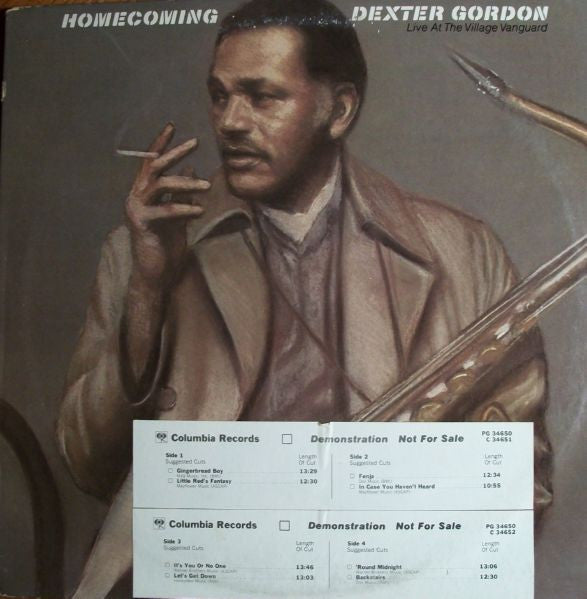 HOMECOMING DEXTER GORDON
Live At The Village Vanguard
Columbia Records Demonstration Not For Sale PG 34650
C 34651
Side 1 Length Side 2 Length
Suggested Cuts Of Cut Suggested Cuts Of Cut
Gingerbread Boy 13:29
Little Red's Fantasy 12:30
Mayflower Music (ASCAP)
Fenja 12:34
In Case You Haven't Heard 10:55
Mayflower Music (ASCAP)
Columbia Records Demonstration Not For Sale PG 34650
C 34652
Side 3 Length Side 4 Length
Suggested Cuts Of Cut Suggested Cuts Of Cut
It's You Or No One 13:46
Let's Get Down 13:03
'Round Midnight 13:06
Backstairs 12:30